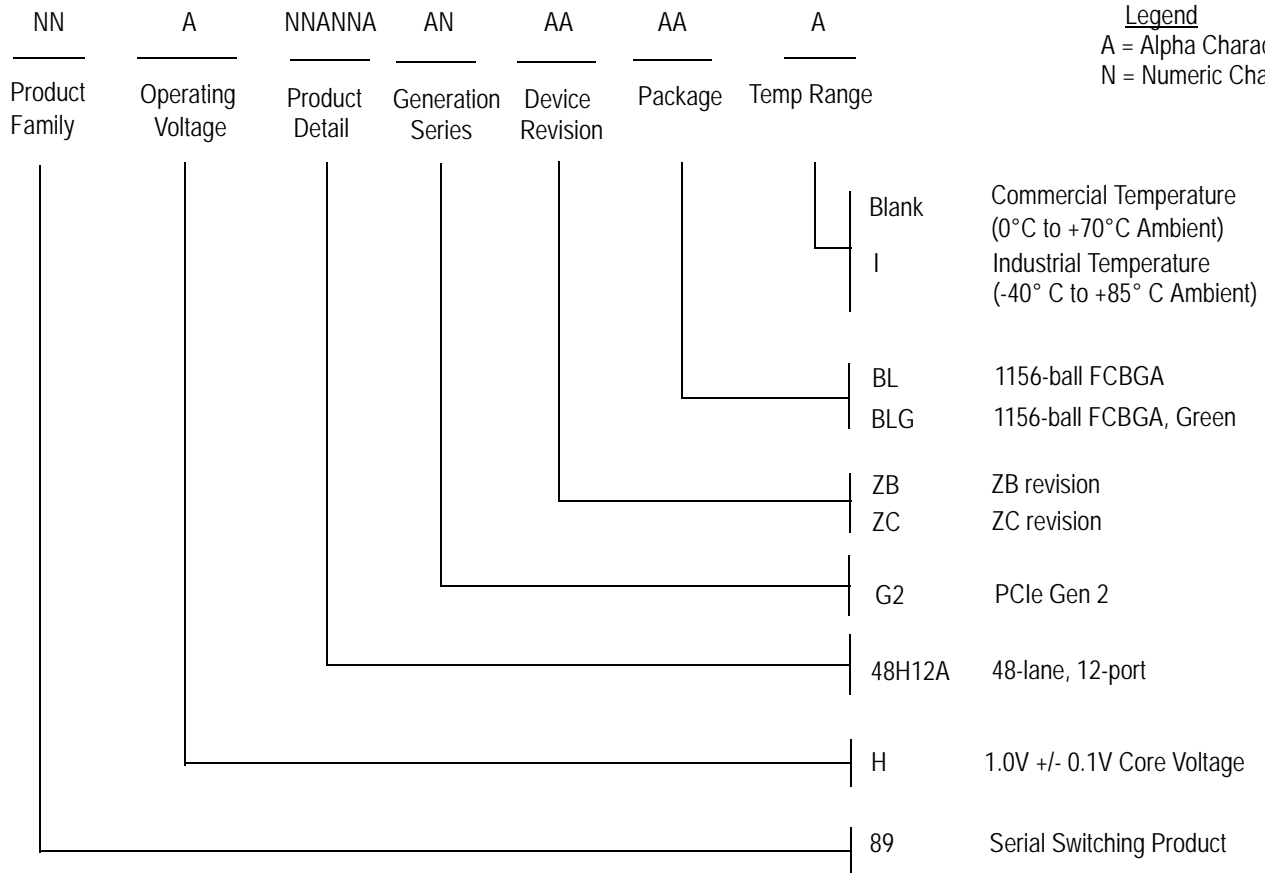 NN A NNANNA AN AA AA A
Legend
A = Alpha Charac
N = Numeric Cha
Product Family
Operating Voltage
Product Detail
Generation Series
Device Revision
Package
Temp Range
Blank Commercial Temperature
(0°C to +70°C Ambient)
I Industrial Temperature
(-40° C to +85° C Ambient)
BL 1156-ball FCBGA
BLG 1156-ball FCBGA, Green
ZB ZB revision
ZC ZC revision
G2 PCIe Gen 2
48H12A 48-lane, 12-port
H 1.0V +/- 0.1V Core Voltage
89 Serial Switching Product